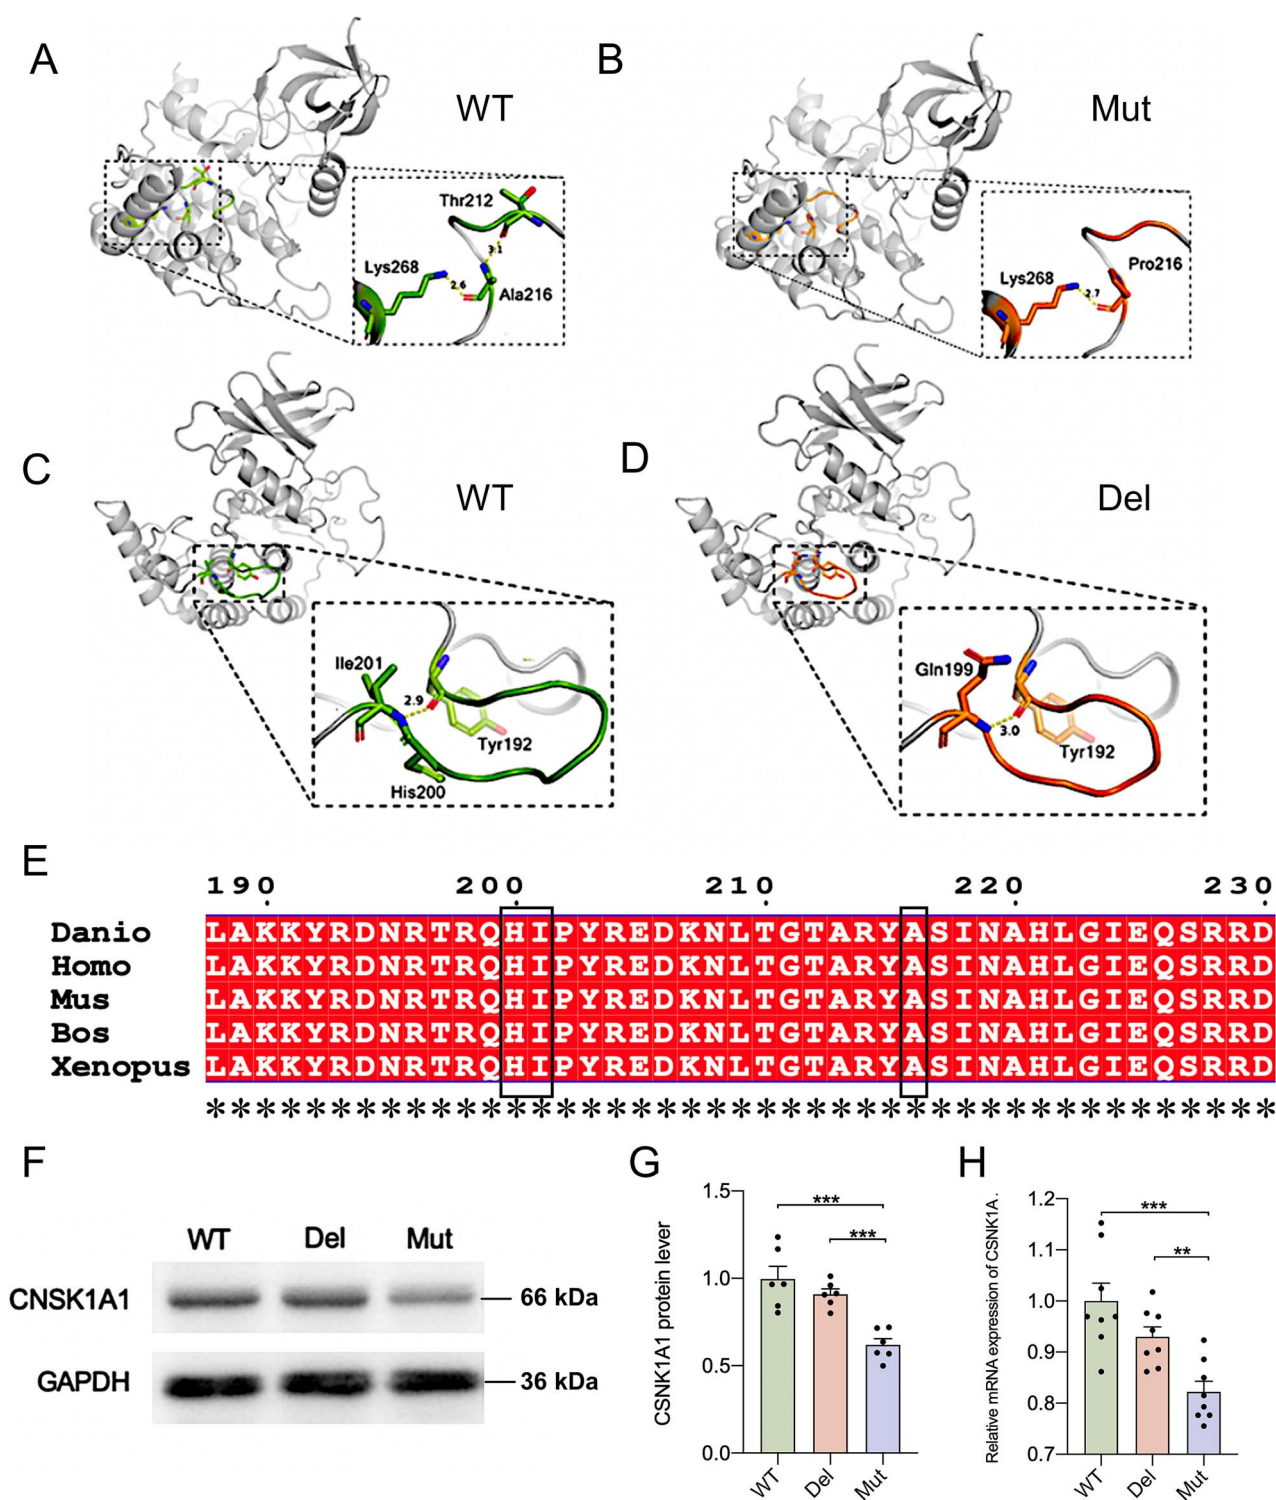 A
WT
Thr212
3.1
Lys268
2.6
Ala216
B
Mut
Lys268
2.7
Pro216
C
WT
Ile201
2.9
Tyr192
His200
D
Del
Gln199
3.0
Tyr192
E
190 200 210 220 230
Danio LAKKYRDNRTRQHIPYREDKNLTGTARYASINAHLGIEQSRRD
Homo LAKKYRDNRTRQHIPYREDKNLTGTARYASINAHLGIEQSRRD
Mus LAKKYRDNRTRQHIPYREDKNLTGTARYASINAHLGIEQSRRD
Bos LAKKYRDNRTRQHIPYREDKNLTGTARYASINAHLGIEQSRRD
Xenopus LAKKYRDNRTRQHIPYREDKNLTGTARYASINAHLGIEQSRRD
*******************************************
F
WT Del Mut
CNSK1A1 66 kDa
GAPDH 36 kDa
G
CSNK1A1 protein lever
1.5
1.0
0.5
0.0
***
***
WT Del Mut
H
Relative mRNA expression of CSNK1A.
1.2
1.1
1.0
0.9
0.8
0.7
***
**
WT Del Mut